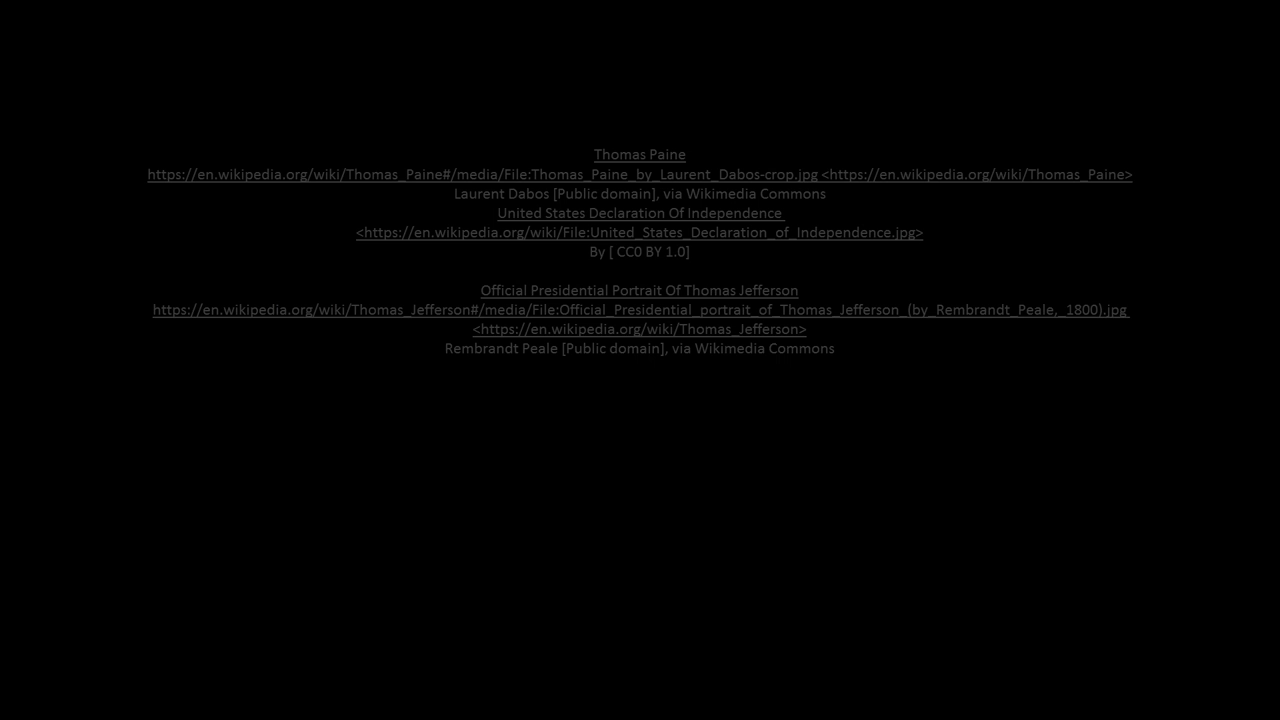 Thomas Paine
https://en.wikipedia.org/wiki/Thomas_Paine#/media/File:Thomas_Paine_by_Laurent_Dabos-crop.jpg <https://en.wikipedia.org/wiki/Thomas_Paine>
Laurent Dabos [Public domain], via Wikimedia Commons
United States Declaration Of Independence
<https://en.wikipedia.org/wiki/File:United_States_Declaration_of_Independence.jpg>
By [ CC0 BY 1.0]
Official Presidential Portrait Of Thomas Jefferson
https://en.wikipedia.org/wiki/Thomas_Jefferson#/media/File:Official_Presidential_portrait_of_Thomas_Jefferson_(by_Rembrandt_Peale,_1800).jpg
<https://en.wikipedia.org/wiki/Thomas_Jefferson>
Rembrandt Peale [Public domain], via Wikimedia Commons